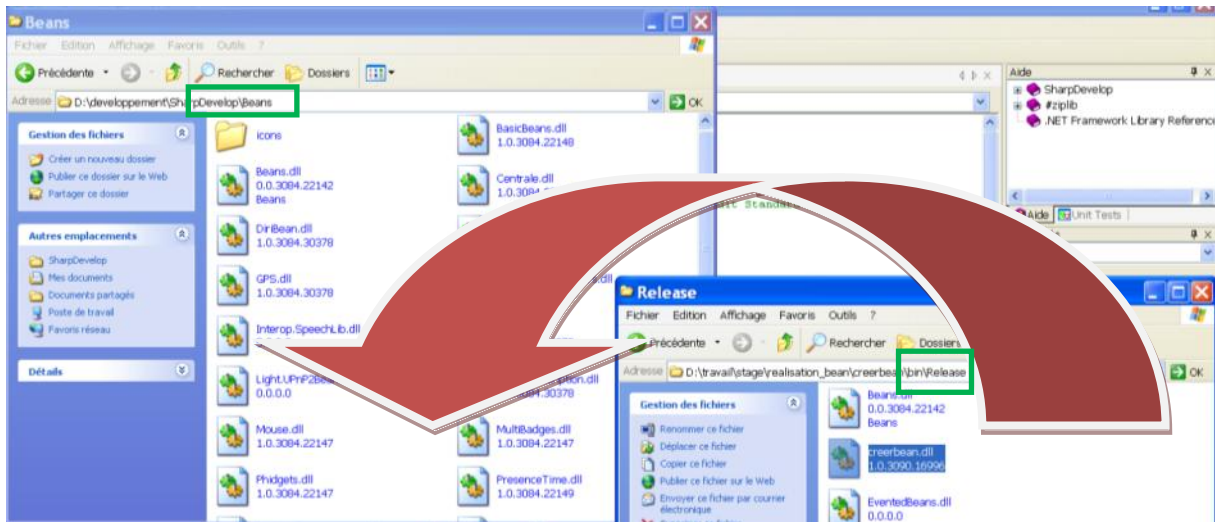 Beans
Fichier Edition Affichage Favoris Outils ?
Précédente Rechercher Dossiers
Adresse D:\developpement\SharpDevelop\Beans OK
Gestion des fichiers
Créer un nouveau dossier
Publier ce dossier sur le Web
Partager ce dossier
Autres emplacements
SharpDevelop
Mes documents
Documents partagés
Poste de travail
Favoris réseau
Détails
icons
BasicBeans.dll
1.0.3084.22148
Beans.dll
0.0.3084.22142
Beans
Centrale.dll
DirBean.dll
1.0.3084.30378
GPS.dll
1.0.3084.30378
Interop.SpeechLib.dll
0.0.0.0
Mouse.dll
1.0.3084.22147
MultiBadges.dll
1.0.3084.22147
Phidgets.dll
1.0.3084.22147
PresenceTime.dll
1.0.3084.22149
Aide
SharpDevelop
#ziplib
.NET Framework Library Reference
Aide Unit Tests
Release
Fichier Edition Affichage Favoris Outils ?
Précédente Rechercher Dossiers
Adresse D:\travail\stage\realisation_bean\creerbean\bin\Release OK
Gestion des fichiers
Renommer ce fichier
Déplacer ce fichier
Copier ce fichier
Publier ce fichier sur le Web
Envoyer ce fichier par courrier
électronique
Beans.dll
0.0.3084.22142
Beans
creerbean.dll
1.0.3090.16996
EventedBeans.dll
0.0.0.0